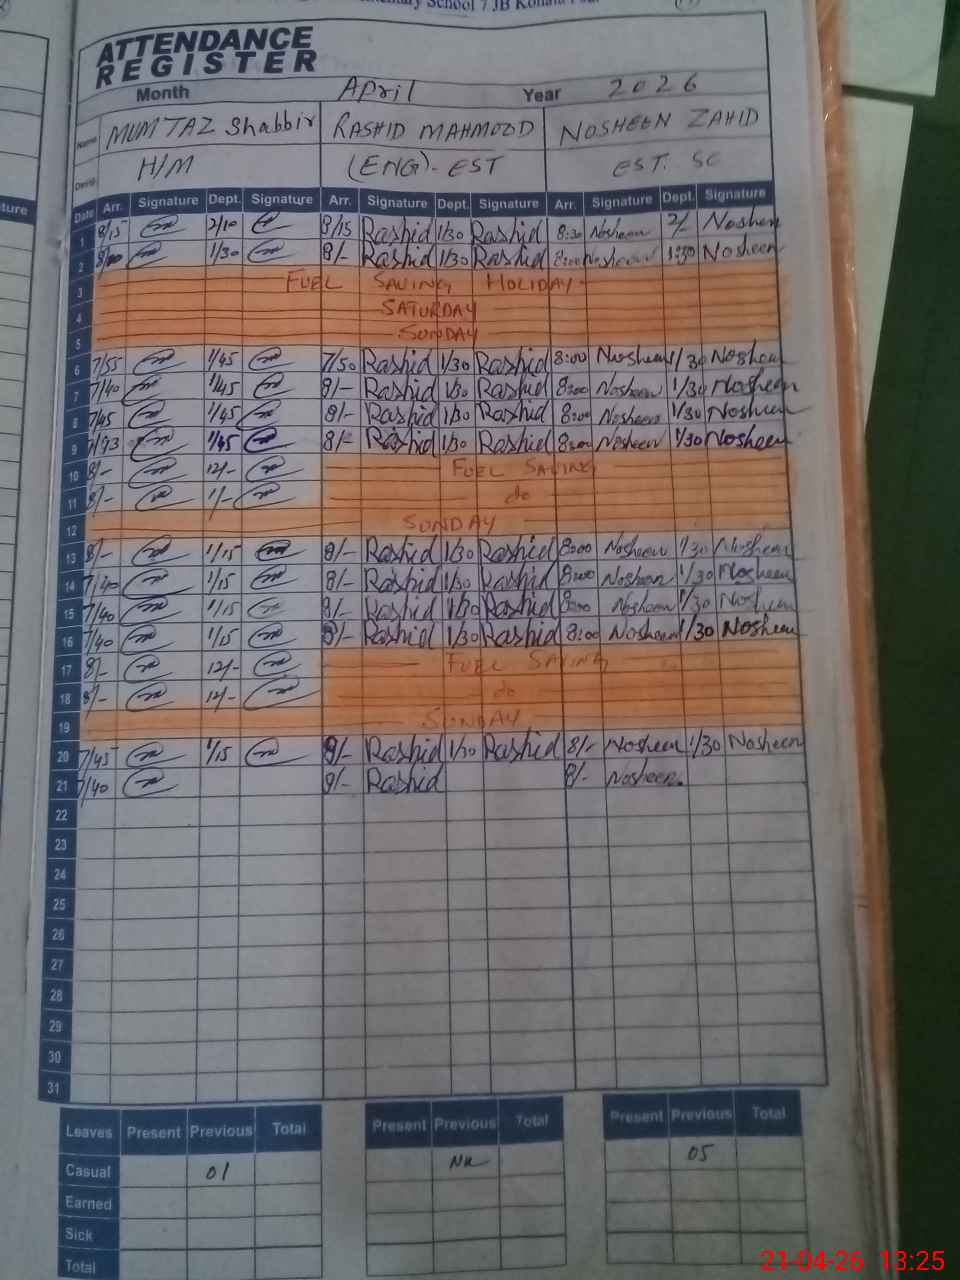 School 7 JB
ATTENDANCE
REGISTER
Month April Year 2026
Name MUMTAZ Shabbir RASHID MAHMOOD NOSHEEN ZAHID
Desig. H/M (ENG)-EST EST. SC
Date Arr. Signature Dept. Signature Arr. Signature Dept. Signature Arr. Signature Dept. Signature
1 8/15 2/10 8/15 Rashid 1/30 Rashid 8:30 Nosheen 2/- Nosheen
2 8/00 1/30 8/- Rashid 1/30 Rashid 8:00 Nosheen 1:30 Nosheen
3 FUEL SAVING HOLIDAY
4 SATURDAY
5 SUNDAY
6 7/55 1/45 7/50 Rashid 1/30 Rashid 8:00 Nosheen 1/30 Nosheen
7 7/40 1/45 8/- Rashid 1/30 Rashid 8:00 Nosheen 1/30 Nosheen
8 7/45 1/45 8/- Rashid 1/30 Rashid 8:00 Nosheen 1/30 Nosheen
9 1/45 8/- Rashid 1/30 Rashid 8:00 Nosheen 1/30 Nosheen
10 8/- 12/- FUEL SAVING
11 8/- 1/- do
12 SUNDAY
13 8/- 1/15 8/- Rashid 1/30 Rashid 8:00 Nosheen 1/30 Nosheen
14 7/40 1/15 8/- Rashid 1/30 Rashid 8:00 Nosheen 1/30 Nosheen
15 7/40 1/15 8/- Rashid 1/30 Rashid 8:00 Nosheen 1/30 Nosheen
16 7/40 1/15 8/- Rashid 1/30 Rashid 8:00 Nosheen 1/30 Nosheen
17 8/- 12/- FUEL SAVING
18 8/- 12/- do
19 SUNDAY
20 7/45 1/15 8/- Rashid 1/30 Rashid 8/- Nosheen 1/30 Nosheen
21 7/40 8/- Rashid 8/- Nosheen
22
23
24
25
26
27
28
29
30
31
Leaves Present Previous Total Present Previous Total Present Previous Total
Casual 01 Nil 05
Earned
Sick
Total
21-04-26 13:25